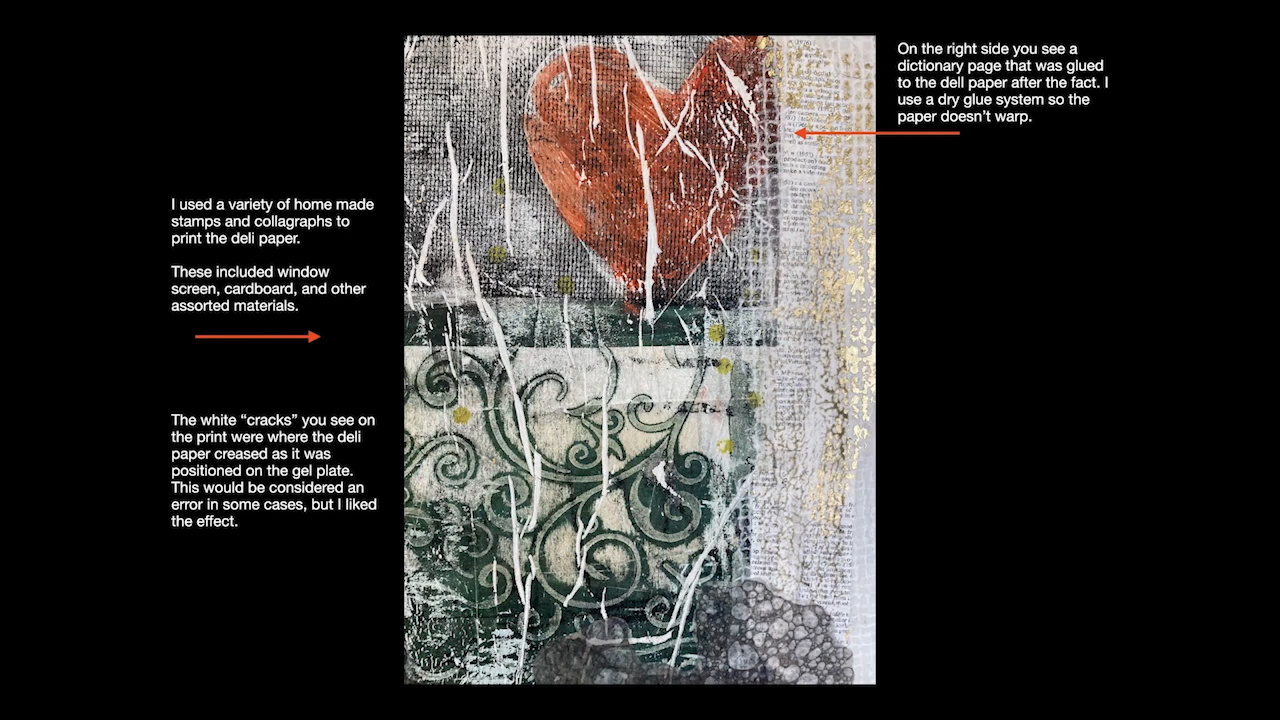 On the right side you see a
dictionary page that was glued
to the deli paper after the fact. I
use a dry glue system so the
paper doesn't warp.
I used a variety of home made
stamps and collagraphs to
print the deli paper.
These included window
screen, cardboard, and other
assorted materials.
The white “cracks” you see on
the print were where the deli
paper creased as it was
positioned on the gel plate.
This would be considered an
error in some cases, but I liked
the effect.